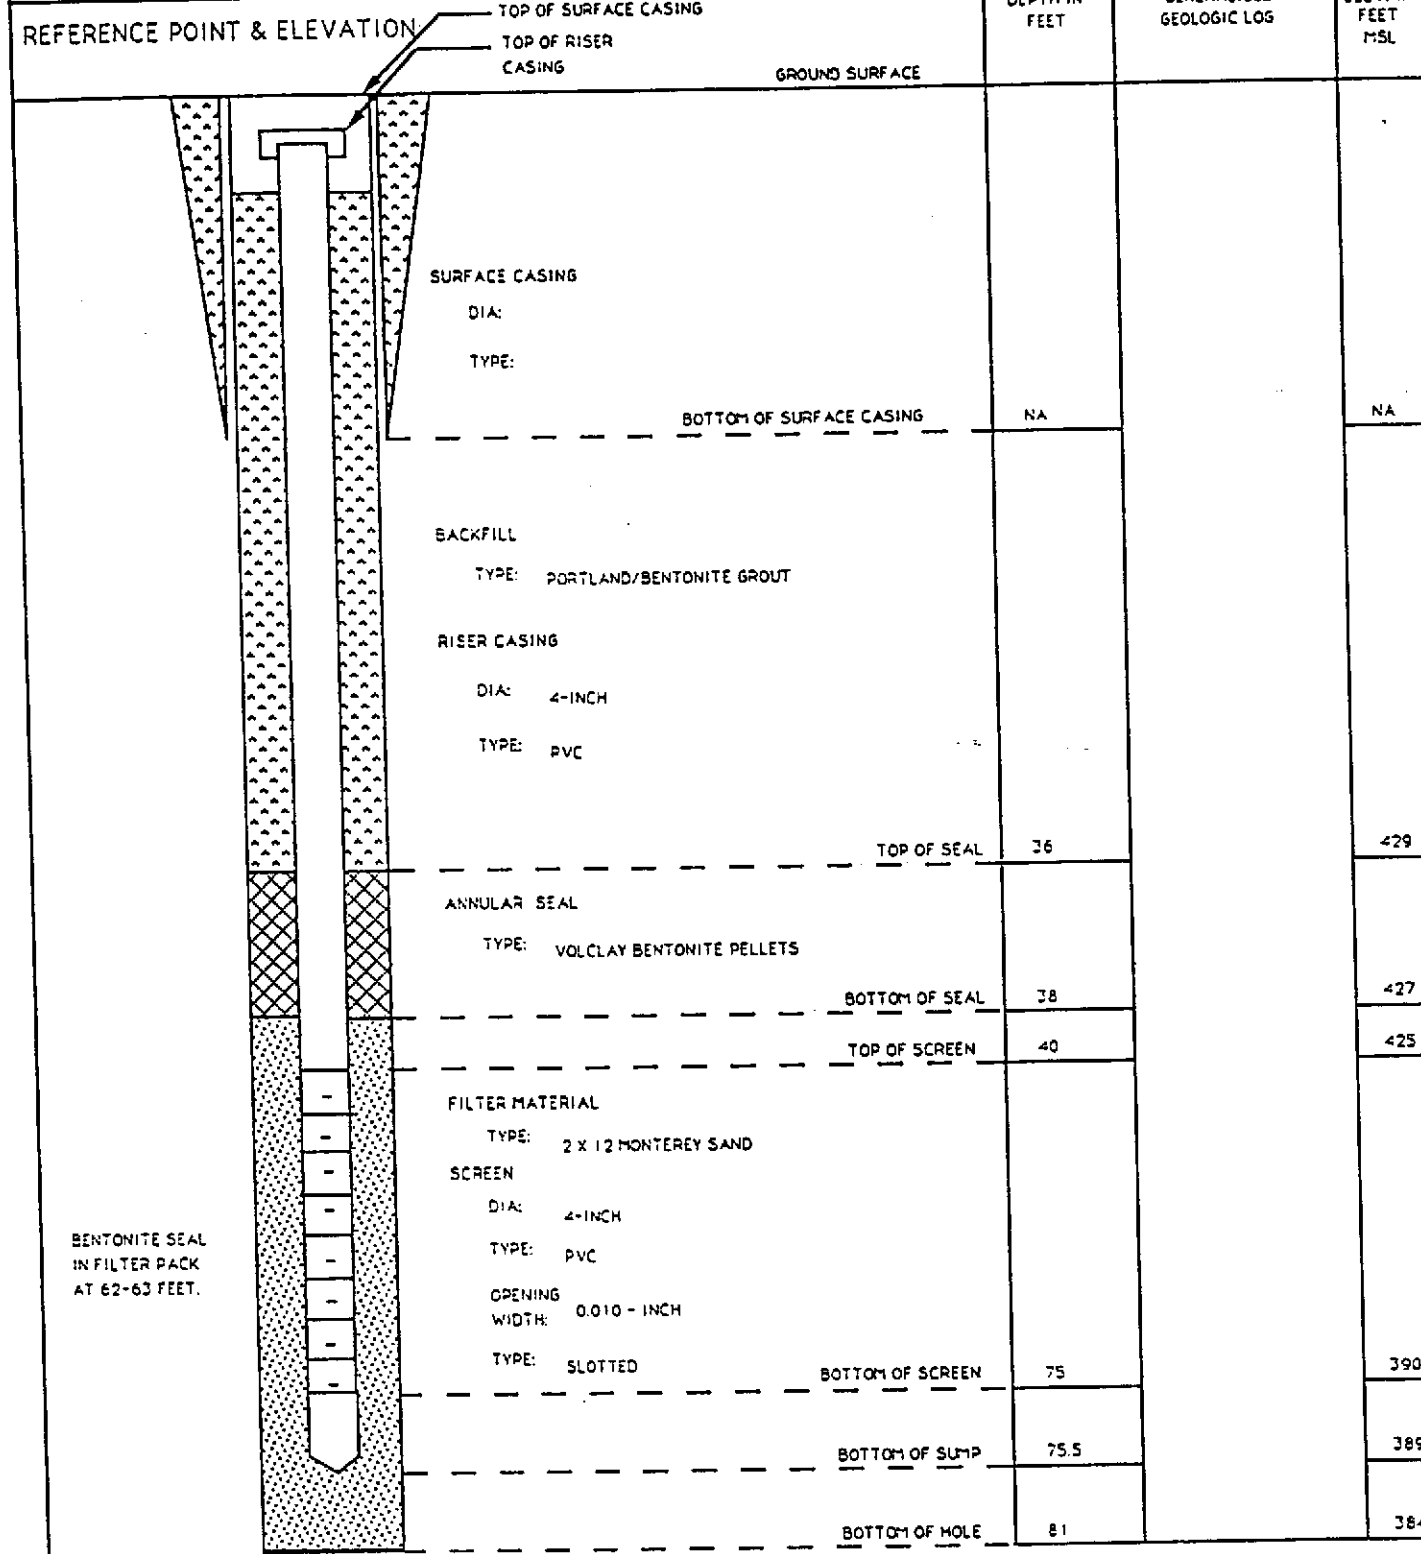 TOP OF SURFACE CASING
REFERENCE POINT & ELEVATION
TOP OF RISER
CASING
GROUND SURFACE
DEPTH IN
FEET
GEOLOGIC LOG
FEET
MSL
SURFACE CASING
DIA:
TYPE:
BOTTOM OF SURFACE CASING NA NA
BACKFILL
TYPE: PORTLAND/BENTONITE GROUT
RISER CASING
DIA: 4-INCH
TYPE: PVC
TOP OF SEAL 36 429
ANNULAR SEAL
TYPE: VOLCLAY BENTONITE PELLETS
BOTTOM OF SEAL 38 427
TOP OF SCREEN 40 425
FILTER MATERIAL
TYPE: 2 X 12 MONTEREY SAND
SCREEN
DIA: 4-INCH
TYPE: PVC
BENTONITE SEAL
IN FILTER PACK
AT 62-63 FEET.
OPENING
WIDTH: 0.010 - INCH
TYPE: SLOTTED
BOTTOM OF SCREEN 75 390
BOTTOM OF SUMP 75.5 389
BOTTOM OF HOLE 81 384